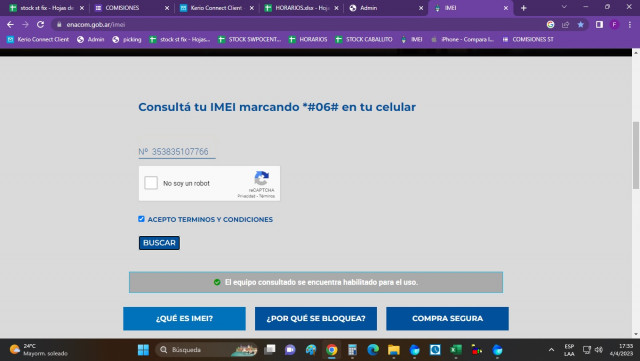 stock st fix - Hojas de
COMISIONES
Kerio Connect Client
HORARIOS.xlsx - Hoja
Admin
IMEI
enacom.gob.ar/imei
F
Kerio Connect Client
Admin
picking
stock st fix - Hojas...
STOCK SWPOCENT...
HORARIOS
STOCK CABALLITO
IMEI
iPhone - Compara l...
COMISIONES ST
Consultá tu IMEI marcando *#06# en tu celular
Nº 353835107766
No soy un robot
reCAPTCHA
Privacidad - Términos
ACEPTO TERMINOS Y CONDICIONES
BUSCAR
El equipo consultado se encuentra habilitado para el uso.
¿QUÉ ES IMEI?
¿POR QUÉ SE BLOQUEA?
COMPRA SEGURA
24°C
Mayorm. soleado
Búsqueda
ESP
LAA
17:33
4/4/2023